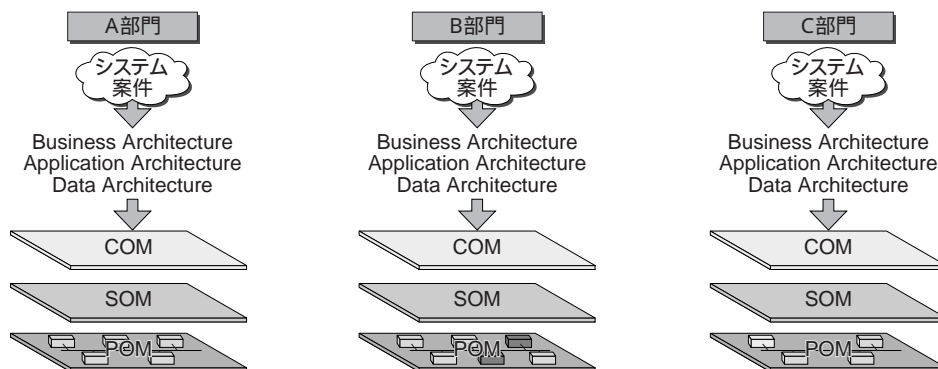 A部門
システム
案件
Business Architecture
Application Architecture
Data Architecture
COM
SOM
POM
B部門
システム
案件
Business Architecture
Application Architecture
Data Architecture
COM
SOM
POM
C部門
システム
案件
Business Architecture
Application Architecture
Data Architecture
COM
SOM
POM